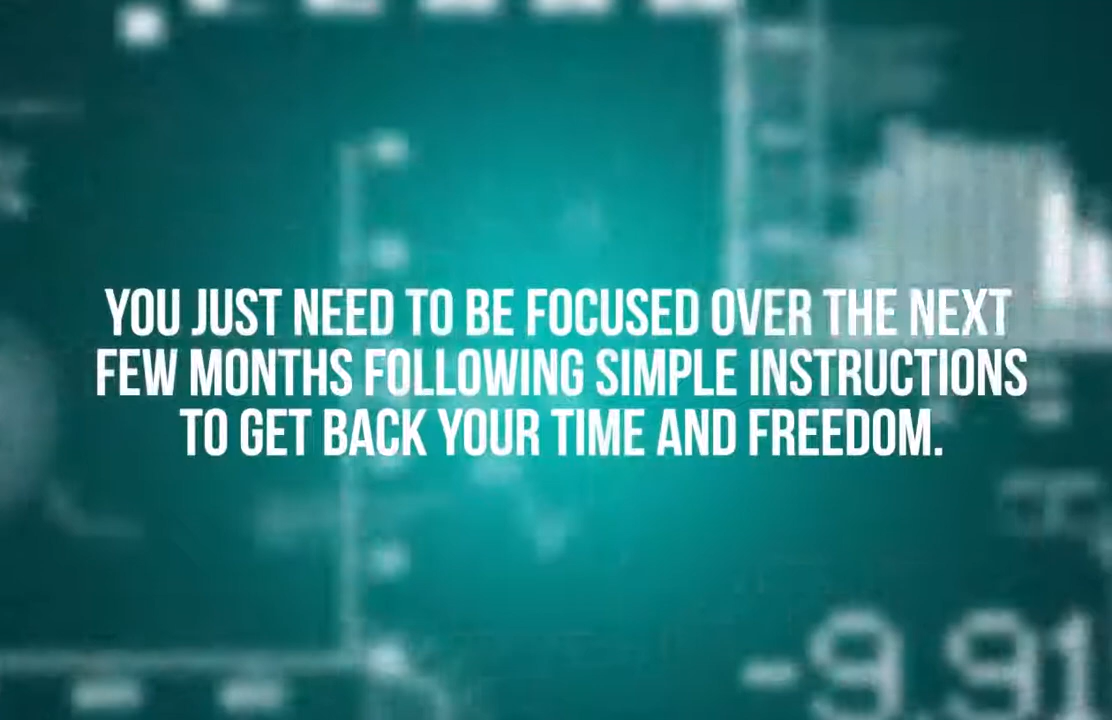 YOU JUST NEED TO BE FOCUSED OVER THE NEXT
FEW MONTHS FOLLOWING SIMPLE INSTRUCTIONS
TO GET BACK YOUR TIME AND FREEDOM.
-9.91